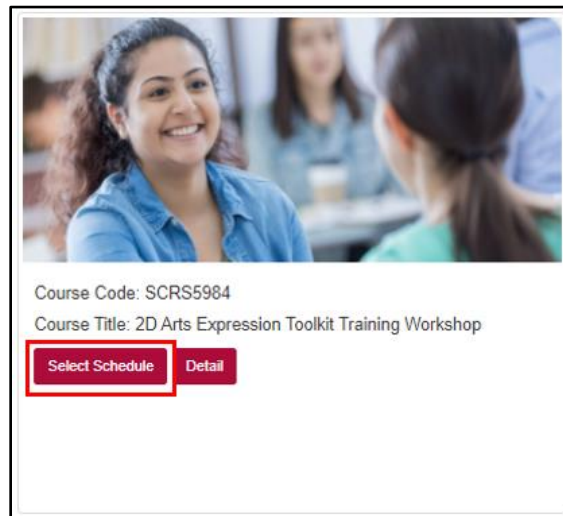 Course Code: SCRS5984
Course Title: 2D Arts Expression Toolkit Training Workshop
Select Schedule Detail